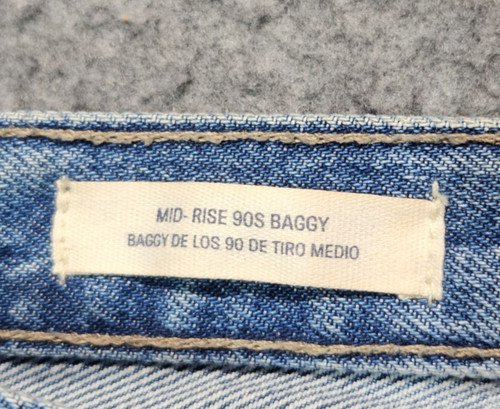 MID- RISE 90S BAGGY
BAGGY DE LOS 90 DE TIRO MEDIO